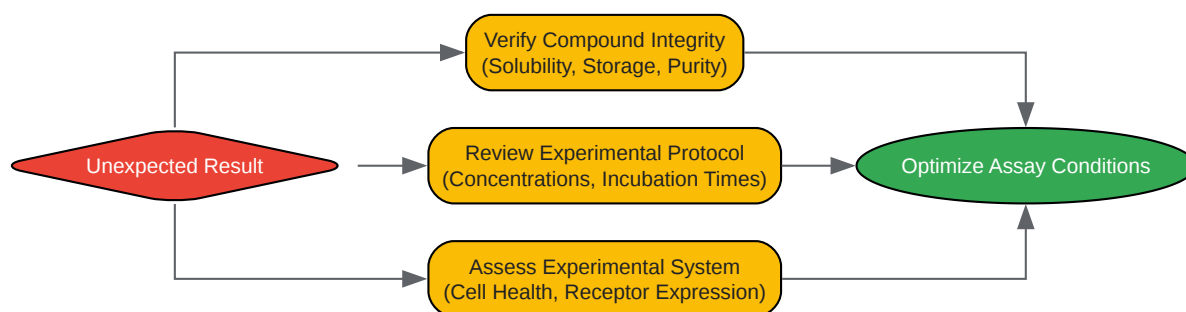 Verify Compound Integrity
(Solubility, Storage, Purity)
Unexpected Result
Review Experimental Protocol
(Concentrations, Incubation Times)
Optimize Assay Conditions
Assess Experimental System
(Cell Health, Receptor Expression)